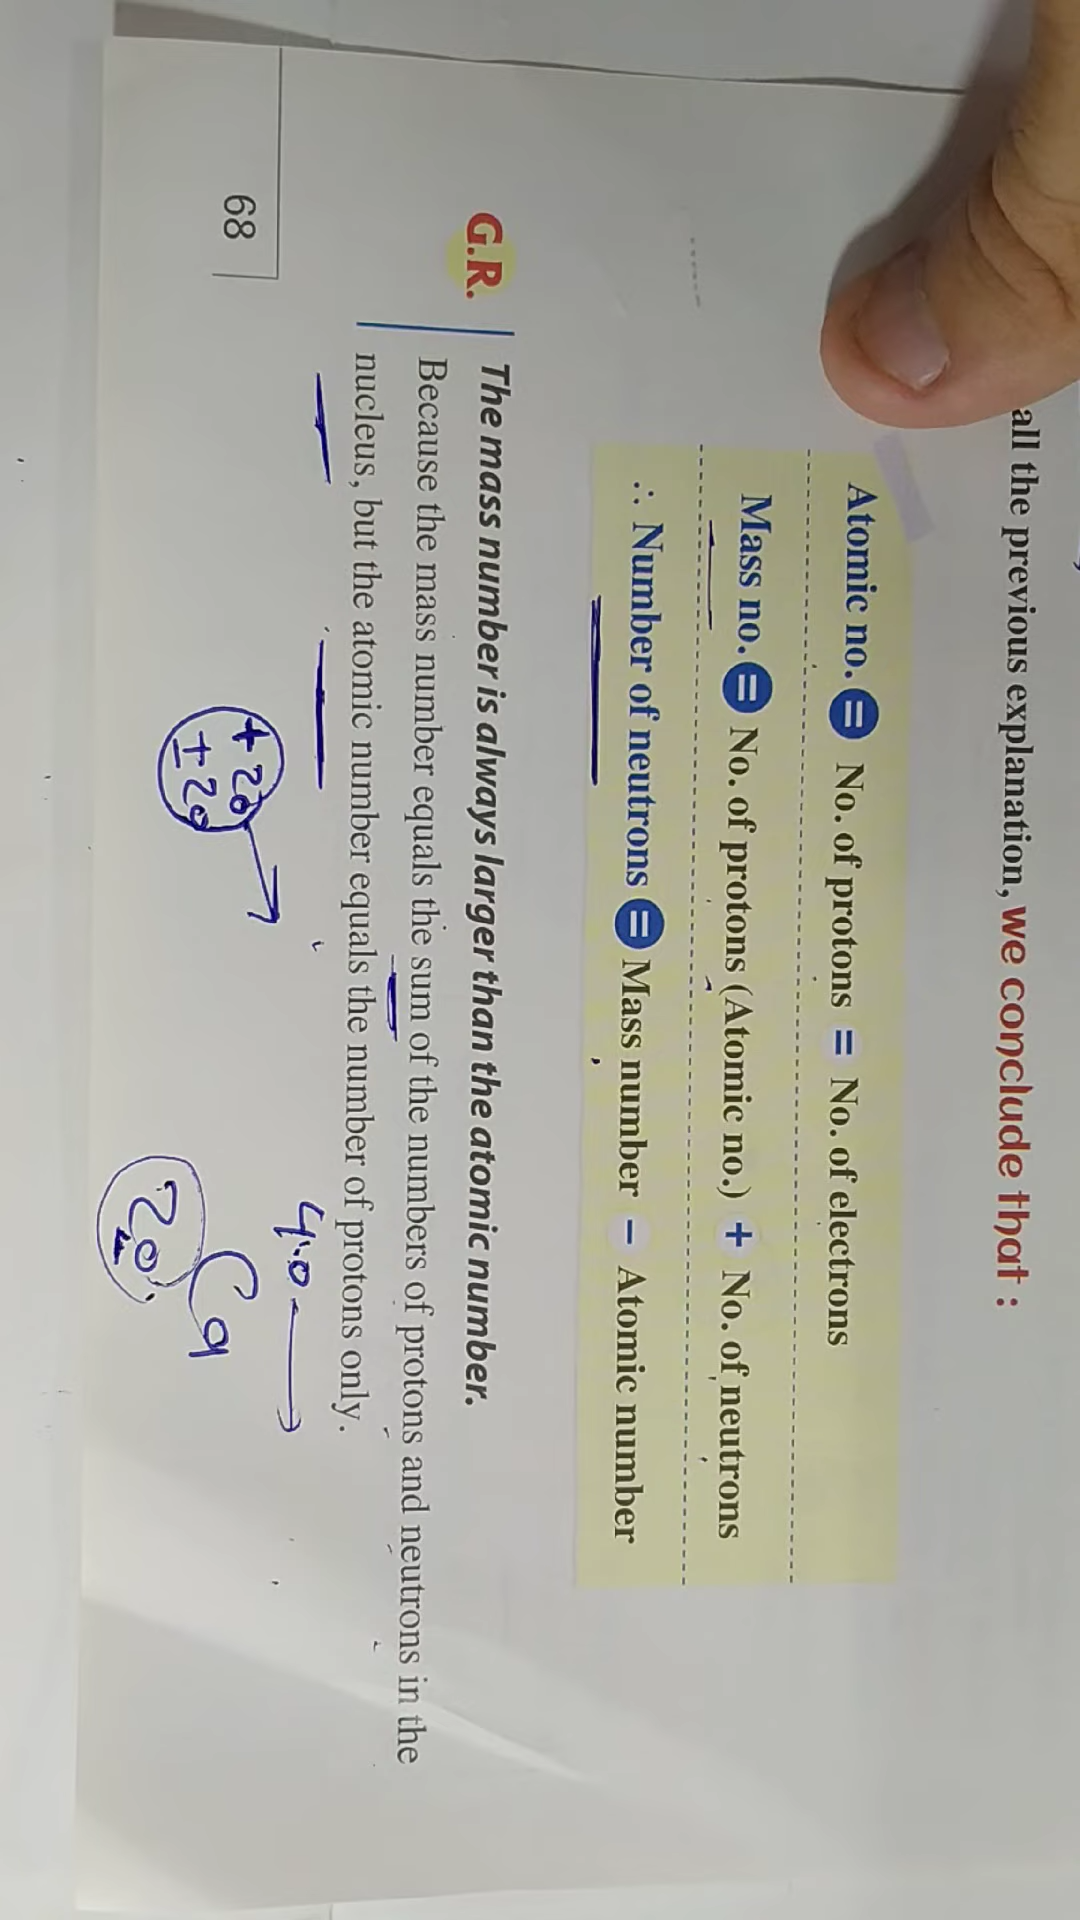 all the previous explanation, we conclude that :
Atomic no. = No. of protons = No. of electrons
Mass no. = No. of protons (Atomic no.) + No. of neutrons
∴ Number of neutrons = Mass number - Atomic number
G.R. The mass number is always larger than the atomic number.
Because the mass number equals the sum of the numbers of protons and neutrons in the
nucleus, but the atomic number equals the number of protons only.
+ 20
± 20
40
Ca
20
68